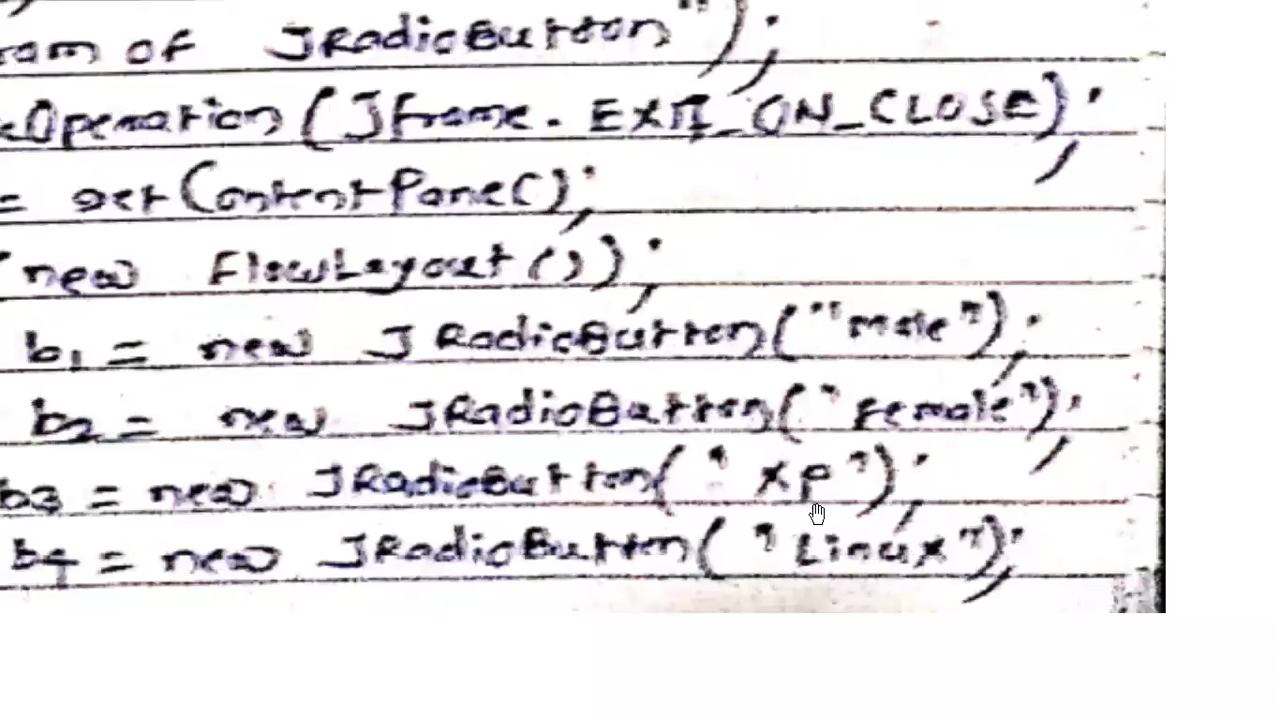 ram of JRadioButton");
eOperation(JFrame.EXIT_ON_CLOSE);
= getContentPane();
new FlowLayout());
b1 = new JRadioButton("male");
b2 = new JRadioButton("Female");
b3 = new JRadioButton("XP");
b4 = new JRadioButton("Linux");